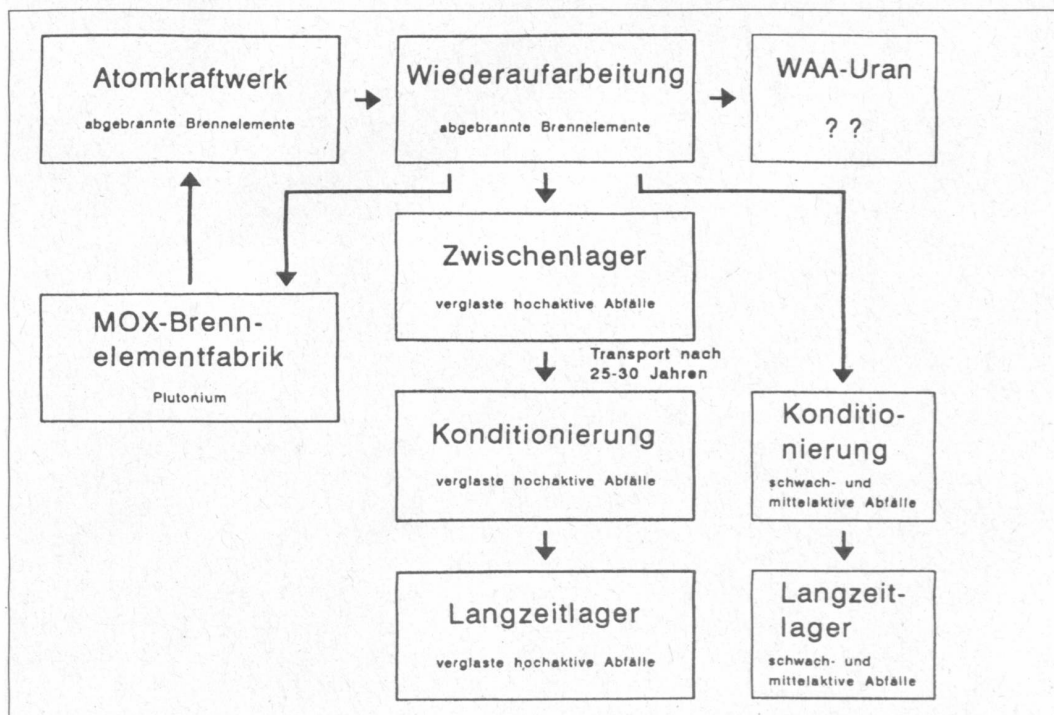 Atomkraftwerk
abgebrannte Brennelemente
Wiederaufarbeitung
abgebrannte Brennelemente
WAA-Uran
? ?
Zwischenlager
verglaste hochaktive Abfälle
MOX-Brenn-
elementfabrik
Plutonium
Transport nach
25-30 Jahren
Konditionierung
verglaste hochaktive Abfälle
Konditio-
nierung
schwach- und
mittelaktive Abfälle
Langzeitlager
verglaste hochaktive Abfälle
Langzeit-
lager
schwach- und
mittelaktive Abfälle